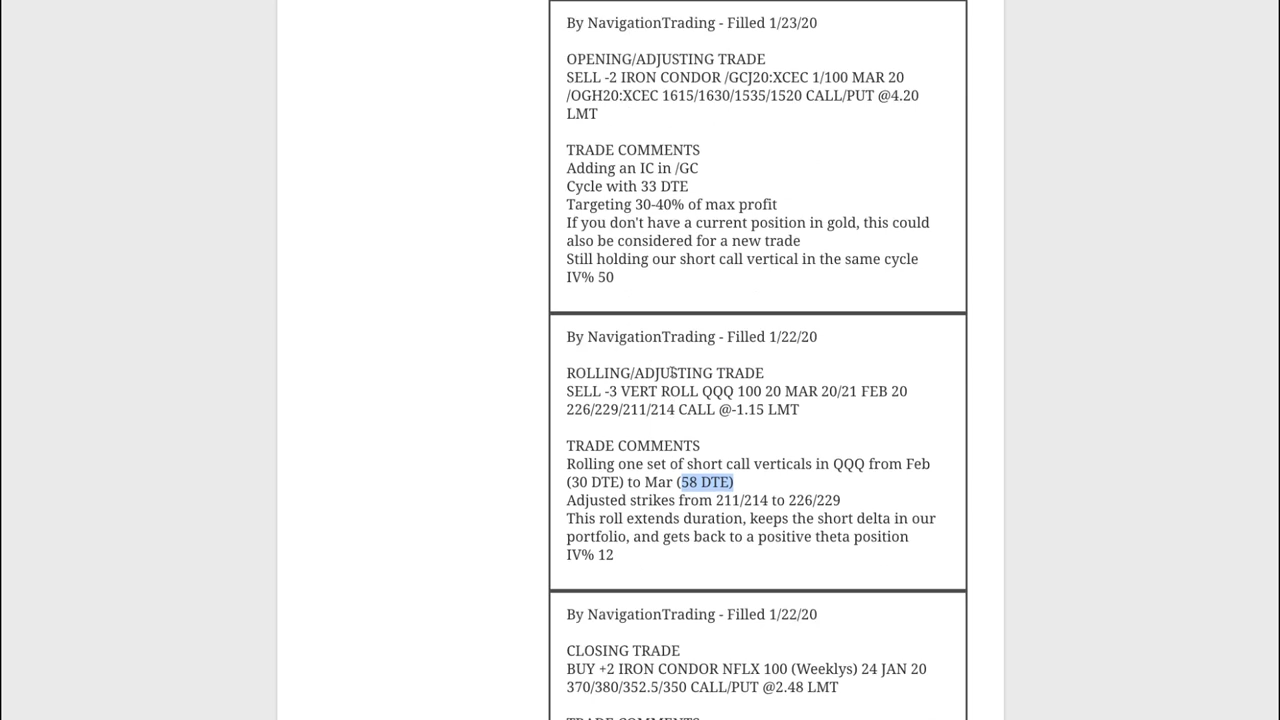 By NavigationTrading - Filled 1/23/20
OPENING/ADJUSTING TRADE
SELL -2 IRON CONDOR /GCJ20:XCEC 1/100 MAR 20
/OGH20:XCEC 1615/1630/1535/1520 CALL/PUT @4.20
LMT
TRADE COMMENTS
Adding an IC in /GC
Cycle with 33 DTE
Targeting 30-40% of max profit
If you don't have a current position in gold, this could
also be considered for a new trade
Still holding our short call vertical in the same cycle
IV% 50
By NavigationTrading - Filled 1/22/20
ROLLING/ADJUSTING TRADE
SELL -3 VERT ROLL QQQ 100 20 MAR 20/21 FEB 20
226/229/211/214 CALL @-1.15 LMT
TRADE COMMENTS
Rolling one set of short call verticals in QQQ from Feb
(30 DTE) to Mar (58 DTE)
Adjusted strikes from 211/214 to 226/229
This roll extends duration, keeps the short delta in our
portfolio, and gets back to a positive theta position
IV% 12
By NavigationTrading - Filled 1/22/20
CLOSING TRADE
BUY +2 IRON CONDOR NFLX 100 (Weeklys) 24 JAN 20
370/380/352.5/350 CALL/PUT @2.48 LMT
TRADE COMMENTS